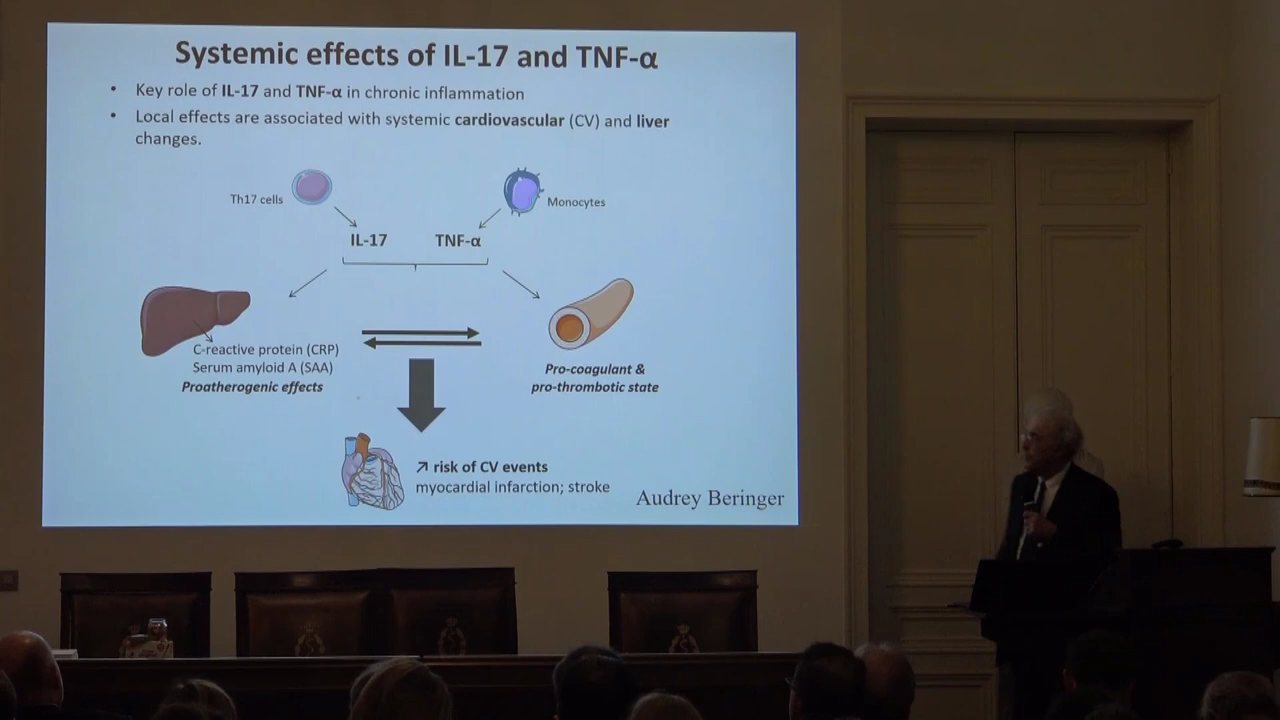 Systemic effects of IL-17 and TNF-α
• Key role of IL-17 and TNF-α in chronic inflammation
• Local effects are associated with systemic cardiovascular (CV) and liver
changes.
Th17 cells
Monocytes
IL-17 TNF-α
C-reactive protein (CRP)
Serum amyloid A (SAA)
Proatherogenic effects
Pro-coagulant &
pro-thrombotic state
↗ risk of CV events
myocardial infarction; stroke
Audrey Beringer